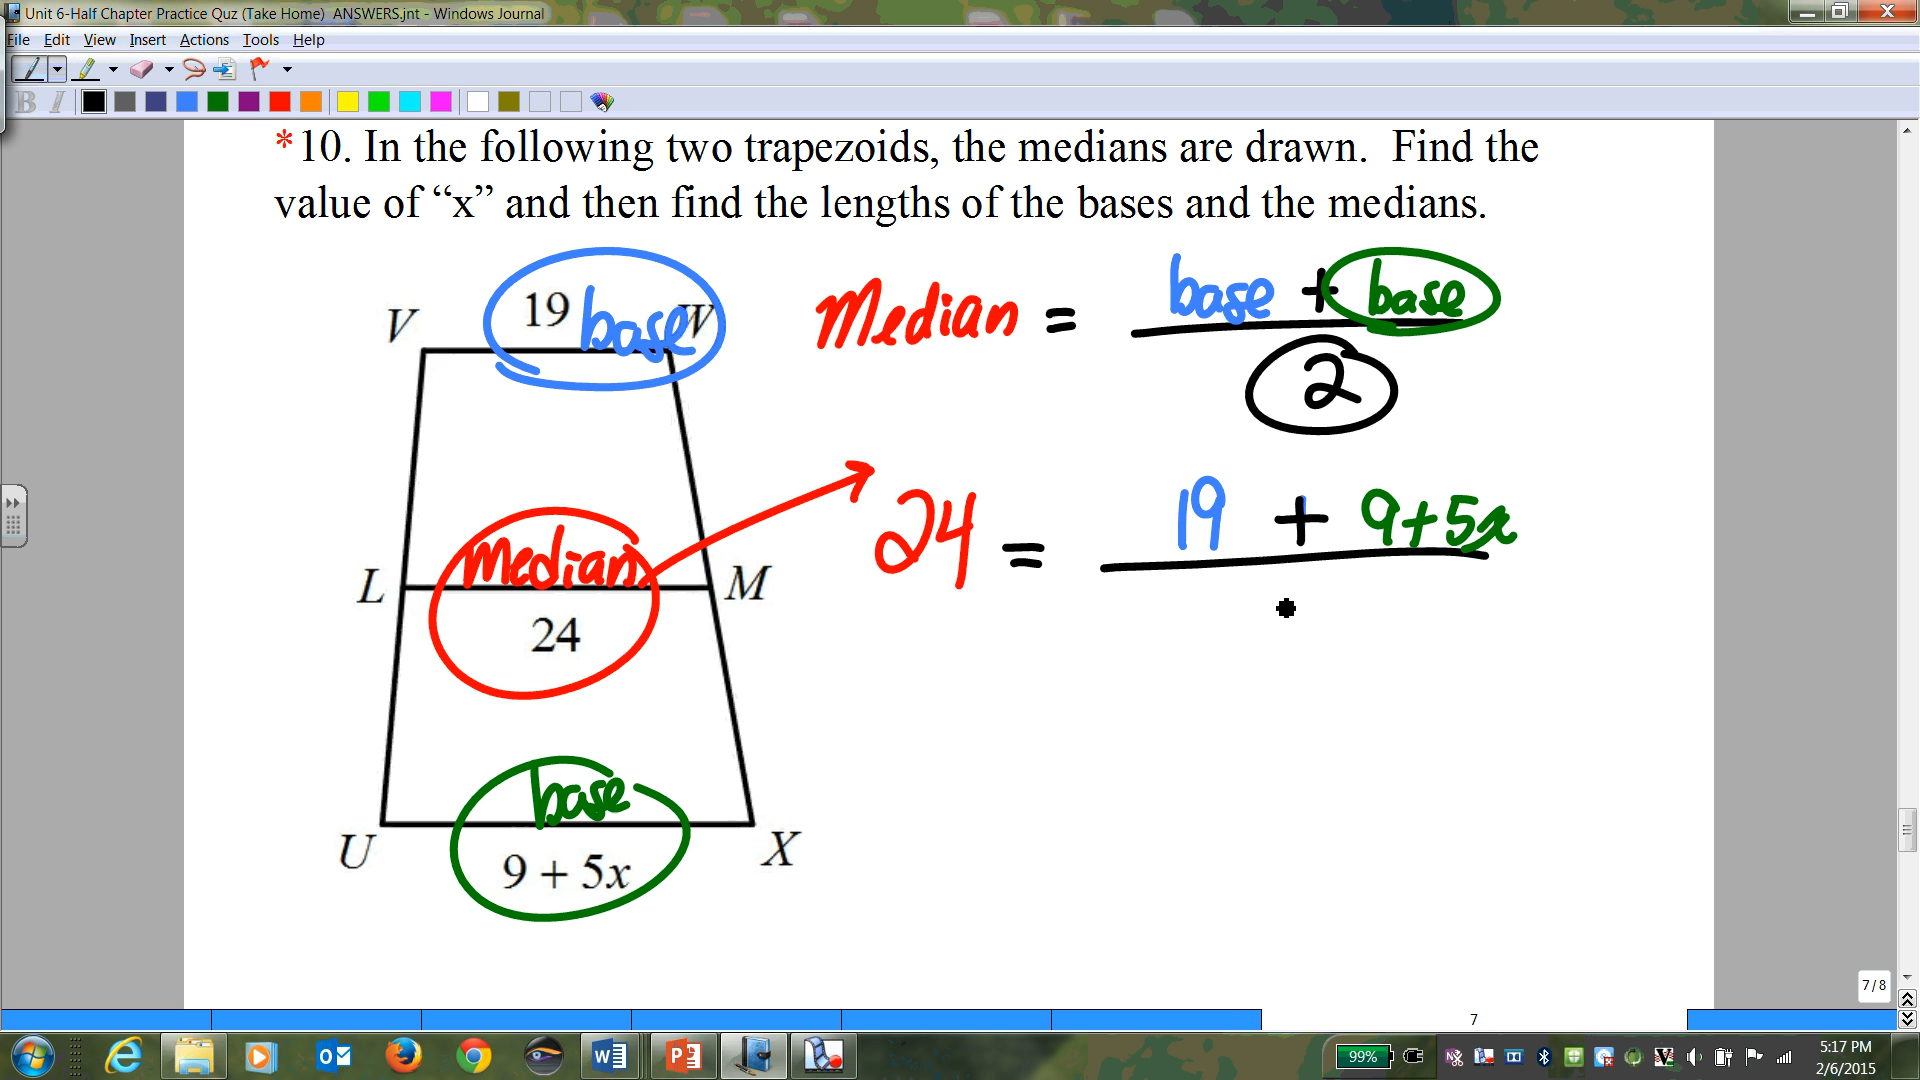 Unit 6-Half Chapter Practice Quz (Take Home)  ANSWERS.jnt - Windows Journal
File Edit View Insert Actions Tools Help
B I
*10. In the following two trapezoids, the medians are drawn.  Find the
value of “x” and then find the lengths of the bases and the medians.
V 19 base W
Median = base + base
2
24 = 19 + 9+5x
L Median M
24
base
U X
9 + 5x
7 / 8
7
99%
5:17 PM
2/6/2015